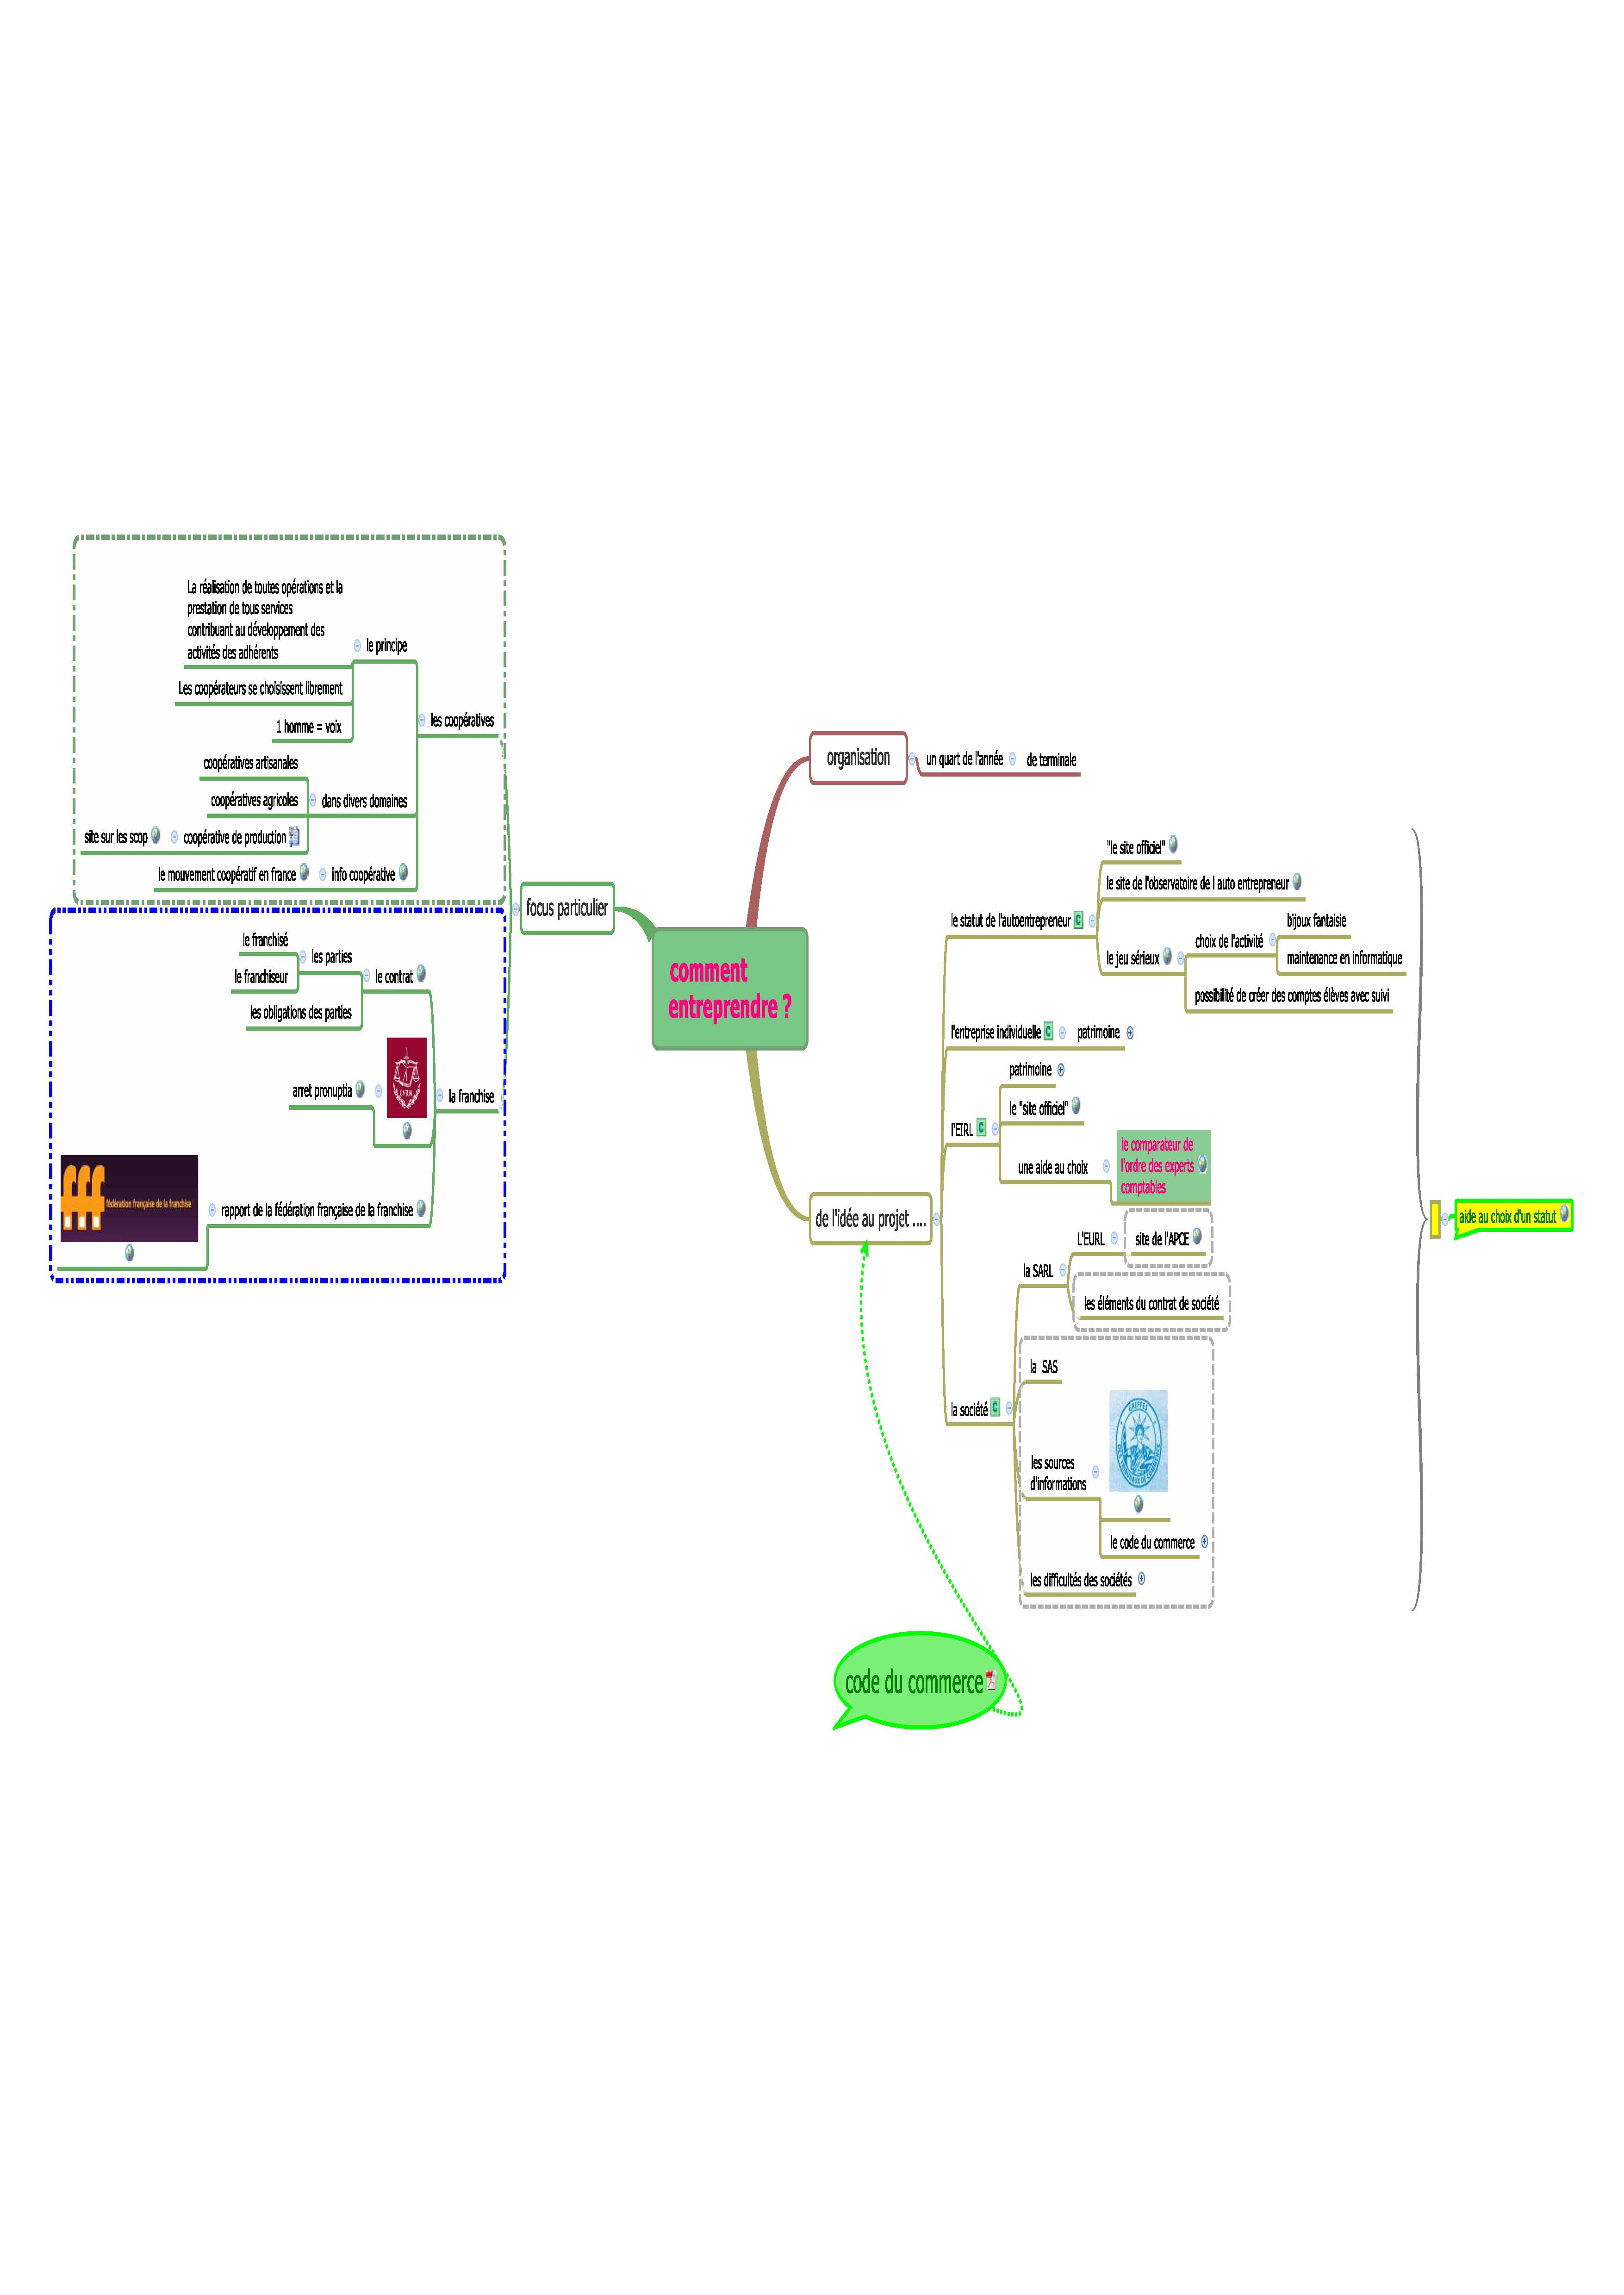 La réalisation de toutes opérations et la
prestation de tous services
contribuant au développement des
activités des adhérents
le principe
Les coopérateurs se choisissent librement
1 homme = voix
les coopératives
coopératives artisanales
coopératives agricoles
dans divers domaines
site sur les scop
coopérative de production
le mouvement coopératif en france
info coopérative
focus particulier
le franchisé
les parties
le franchiseur
le contrat
les obligations des parties
CVRIA
arret pronuptia
la franchise
fff
fédération française de la franchise
rapport de la fédération française de la franchise
comment
entreprendre ?
organisation
un quart de l'année
de terminale
"le site officiel"
le site de l'observatoire de l auto entrepreneur
le statut de l'autoentrepreneur
C
le jeu sérieux
choix de l'activité
bijoux fantaisie
maintenance en informatique
possibilité de créer des comptes élèves avec suivi
l'entreprise individuelle
C
patrimoine
patrimoine
le "site officiel"
l'EIRL
C
une aide au choix
le comparateur de
l'ordre des experts
comptables
de l'idée au projet ....
L'EURL
site de l'APCE
la SARL
les éléments du contrat de société
la SAS
la société
C
GREFFES
DES TRIBUNAUX DE COMMERCE
les sources
d'informations
le code du commerce
les difficultés des sociétés
aide au choix d'un statut
code du commerce